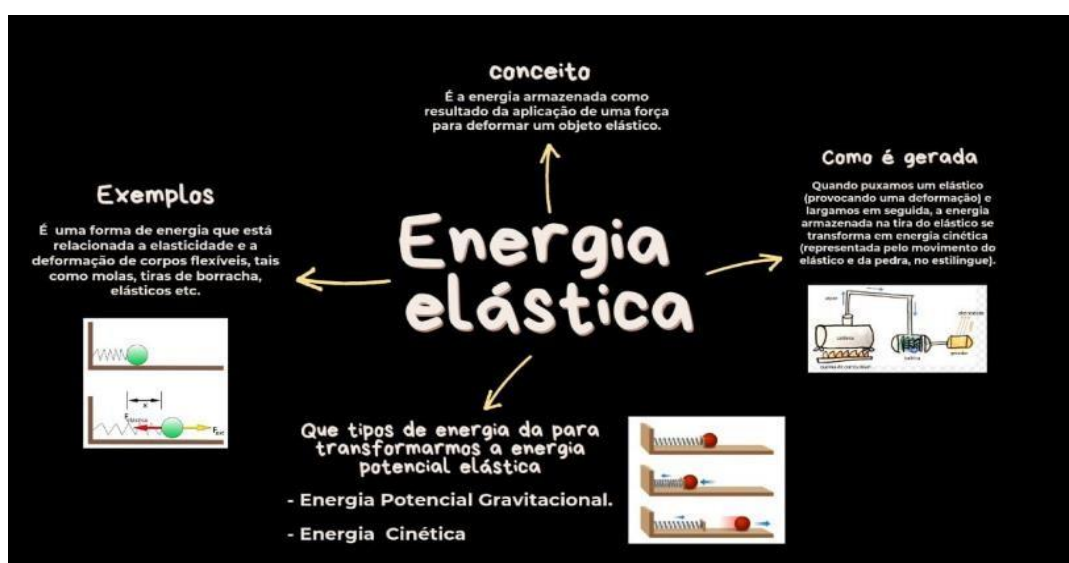 conceito
É a energia armazenada como
resultado da aplicação de uma força
para deformar um objeto elástico.
Como é gerada
Quando puxamos um elástico
(provocando uma deformação) e
largamos em seguida, a energia
armazenada na tira do elástico se
transforma em energia cinética
(representada pelo movimento do
elástico e da pedra, no estilingue).
Exemplos
É uma forma de energia que está
relacionada a elasticidade e a
deformação de corpos flexíveis, tais
como molas, tiras de borracha,
elásticos etc.
Energia
elástica
x
Que tipos de energia da para
transformarmos a energia
potencial elástica
- Energia Potencial Gravitacional.
- Energia Cinética